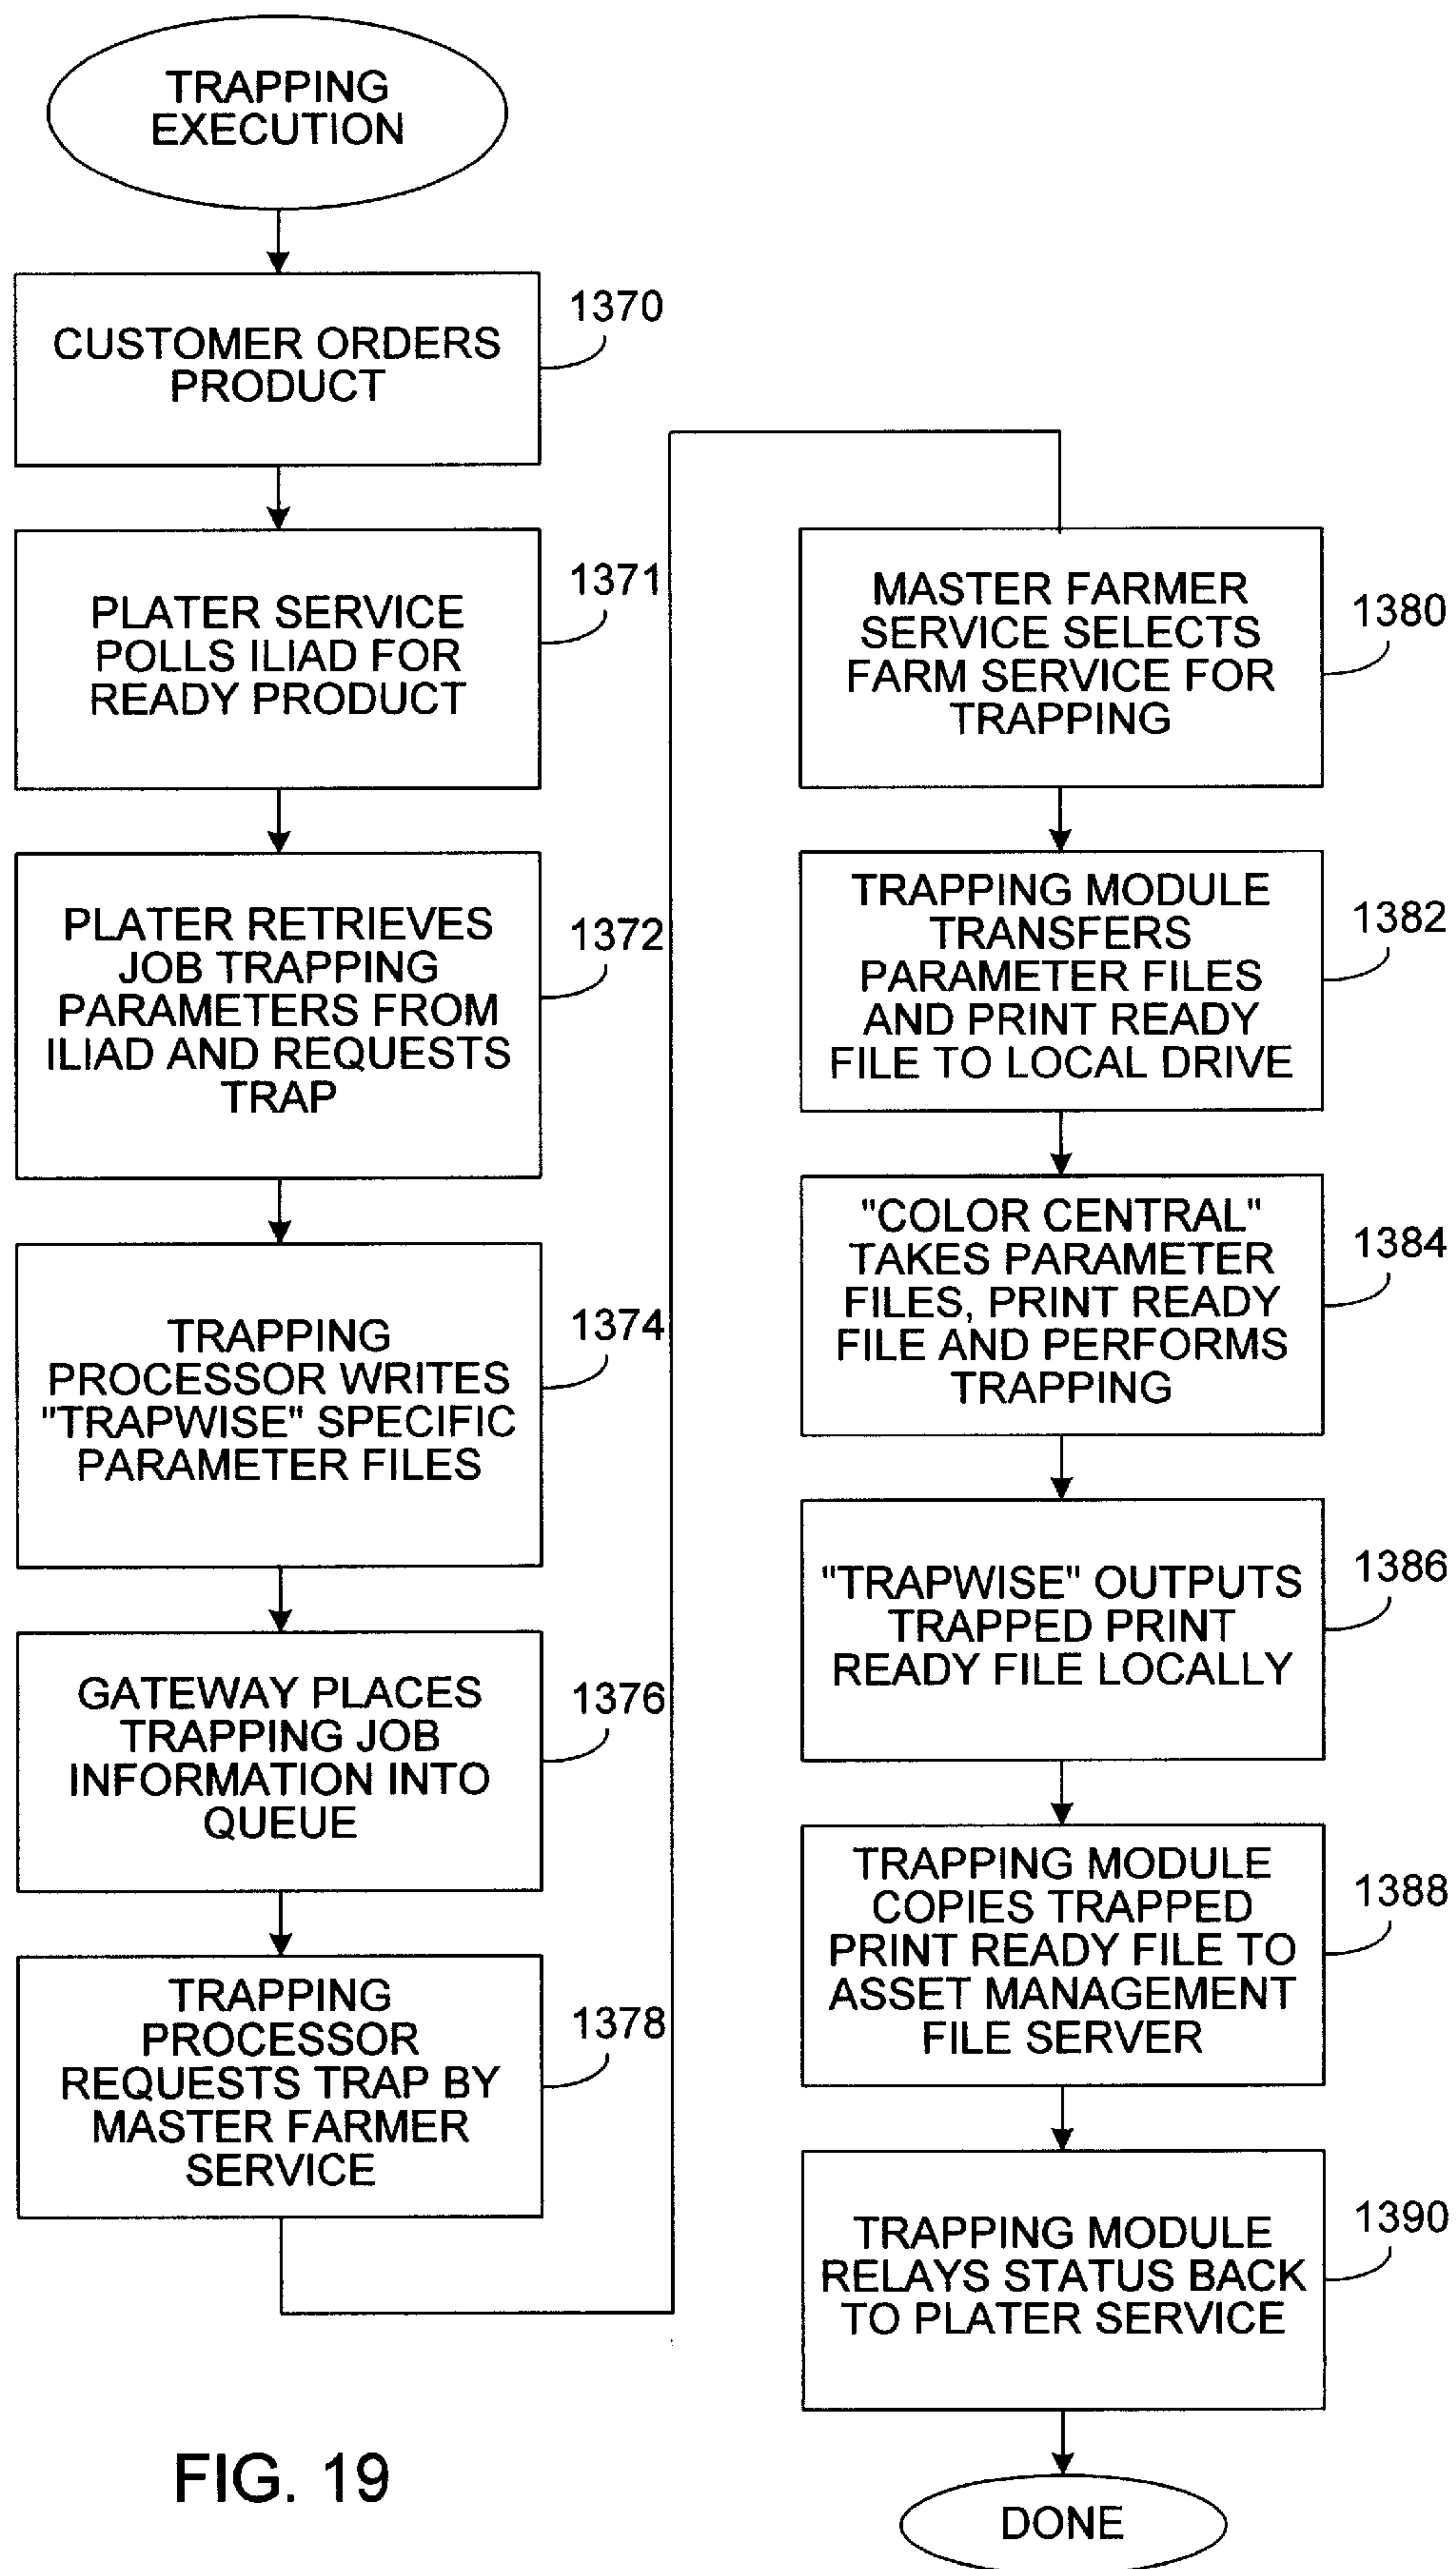 TRAPPING
EXECUTION
CUSTOMER ORDERS
PRODUCT
1370
PLATER SERVICE
POLLS ILIAD FOR
READY PRODUCT
1371
PLATER RETRIEVES
JOB TRAPPING
PARAMETERS FROM
ILIAD AND REQUESTS
TRAP
1372
TRAPPING
PROCESSOR WRITES
"TRAPWISE" SPECIFIC
PARAMETER FILES
1374
GATEWAY PLACES
TRAPPING JOB
INFORMATION INTO
QUEUE
1376
TRAPPING
PROCESSOR
REQUESTS TRAP BY
MASTER FARMER
SERVICE
1378
MASTER FARMER
SERVICE SELECTS
FARM SERVICE FOR
TRAPPING
1380
TRAPPING MODULE
TRANSFERS
PARAMETER FILES
AND PRINT READY
FILE TO LOCAL DRIVE
1382
"COLOR CENTRAL"
TAKES PARAMETER
FILES, PRINT READY
FILE AND PERFORMS
TRAPPING
1384
"TRAPWISE" OUTPUTS
TRAPPED PRINT
READY FILE LOCALLY
1386
TRAPPING MODULE
COPIES TRAPPED
PRINT READY FILE TO
ASSET MANAGEMENT
FILE SERVER
1388
TRAPPING MODULE
RELAYS STATUS BACK
TO PLATER SERVICE
1390
DONE
FIG. 19